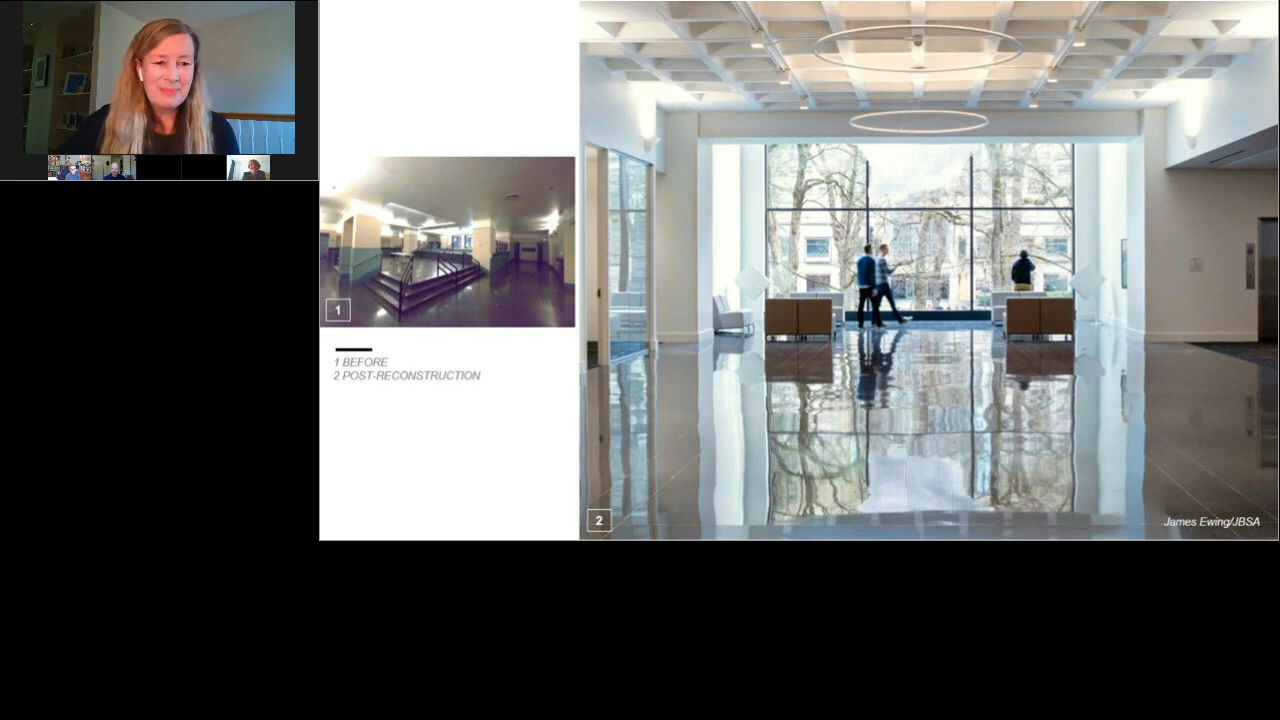 1
1 BEFORE
2 POST-RECONSTRUCTION
2
James Ewing/JBSA